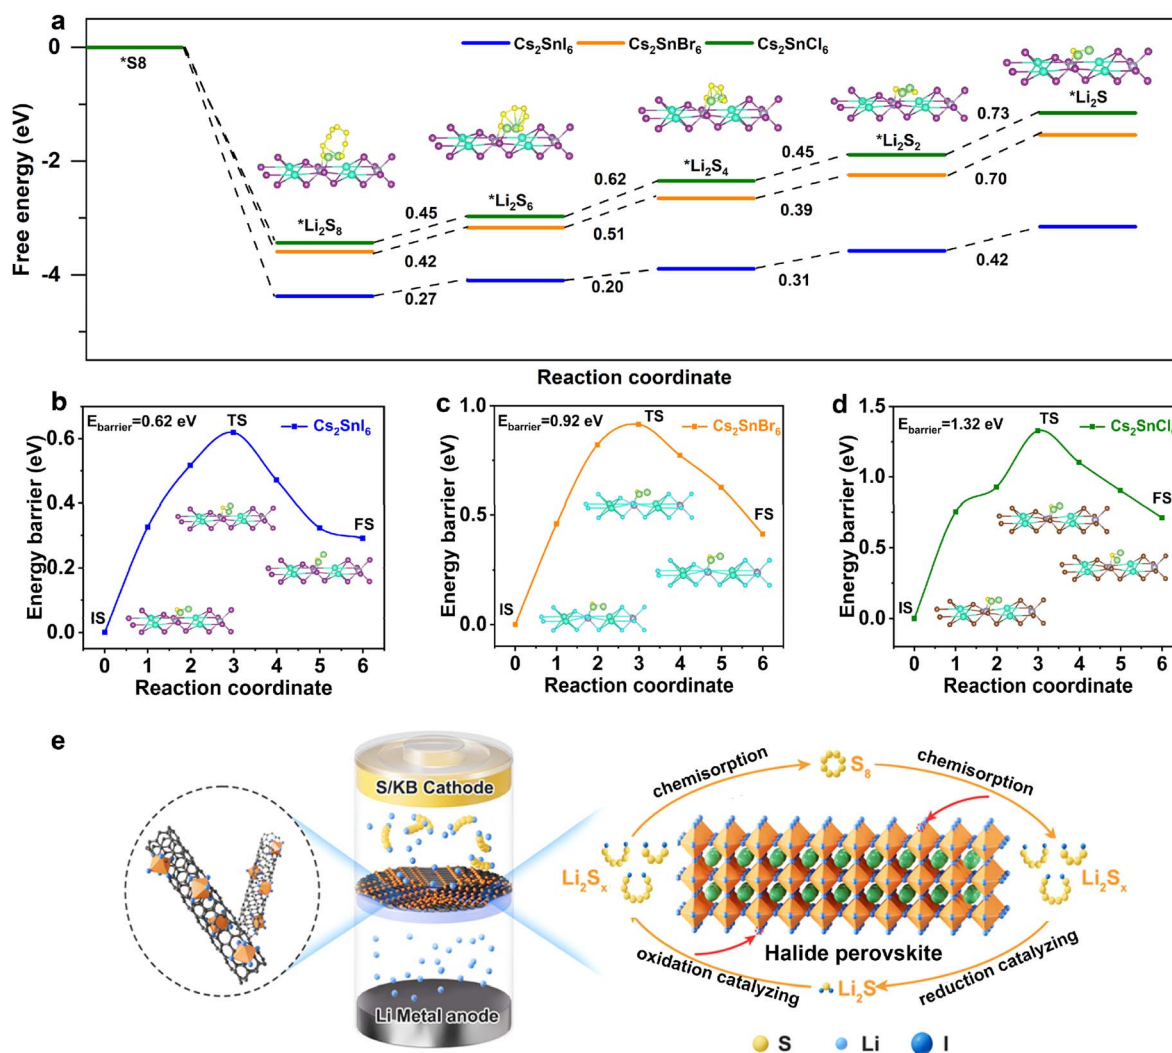 a
Cs2SnI6 Cs2SnBr6 Cs2SnCl6
Free energy (eV)
0
-2
-4
*S8
*Li2S8
*Li2S6
*Li2S4
*Li2S2
*Li2S
0.45
0.62
0.45
0.73
0.42
0.51
0.39
0.70
0.27
0.20
0.31
0.42
Reaction coordinate
b
Ebarrier=0.62 eV
TS
Cs2SnI6
FS
IS
Energy barrier (eV)
0.6
0.4
0.2
0.0
0 1 2 3 4 5 6
Reaction coordinate
c
Ebarrier=0.92 eV
TS
Cs2SnBr6
FS
IS
Energy barrier (eV)
1.0
0.5
0.0
0 1 2 3 4 5 6
Reaction coordinate
d
Ebarrier=1.32 eV
TS
Cs2SnCl
FS
IS
Energy barrier (eV)
1.5
1.0
0.5
0.0
0 1 2 3 4 5 6
Reaction coordinate
e
S/KB Cathode
Li Metal anode
chemisorption
S8
chemisorption
Li2Sx
Li2Sx
Halide perovskite
oxidation catalyzing
Li2S
reduction catalyzing
S Li I